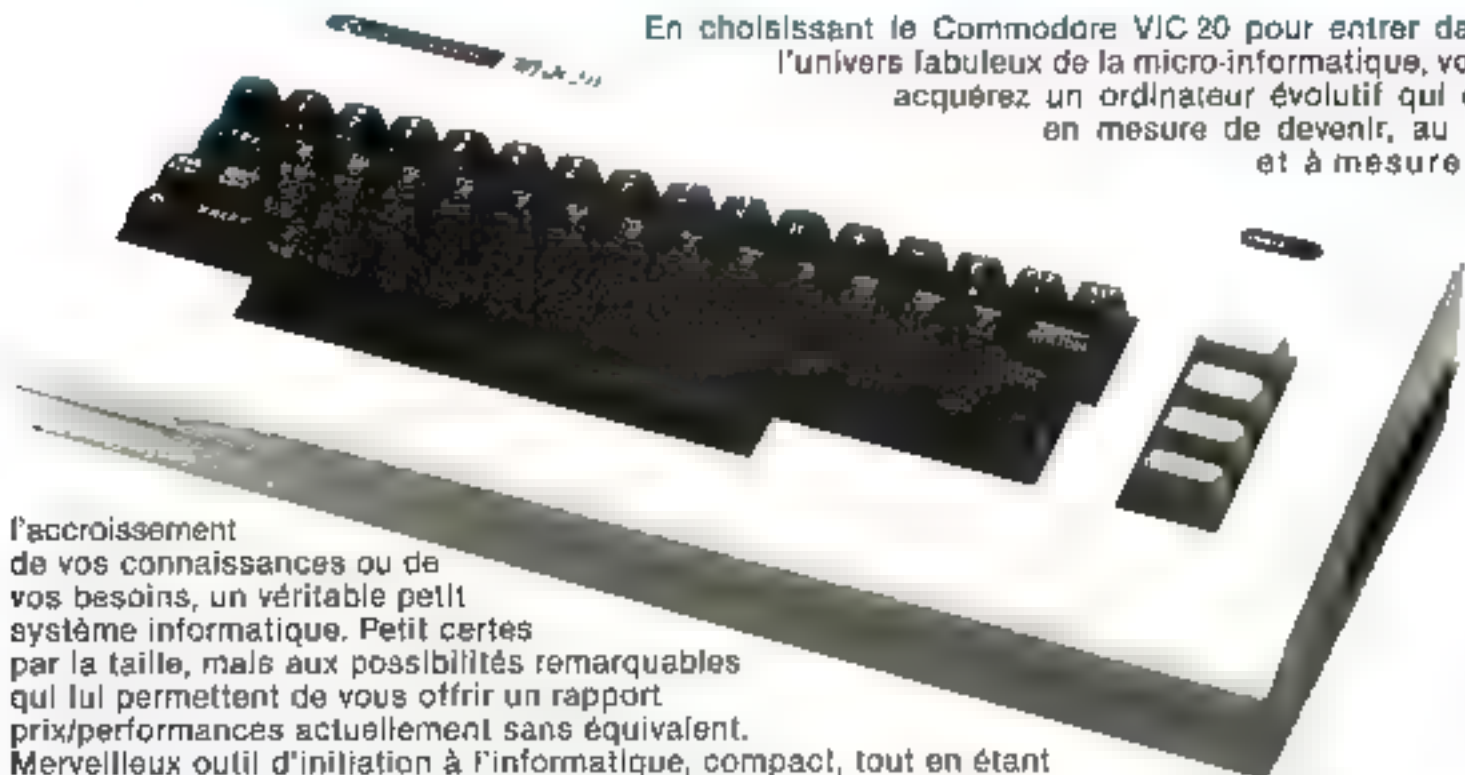 En choisissant le Commodore VIC 20 pour entrer da
l'univers fabuleux de la micro-informatique, vo
acquérez un ordinateur évolutif qui e
en mesure de devenir, au
et à mesure
l'accroissement
de vos connaissances ou de
vos besoins, un véritable petit
système informatique. Petit certes
par la taille, mais aux possibilités remarquables
qui lui permettent de vous offrir un rapport
prix/performances actuellement sans équivalent.
Merveilleux outil d'initiation à l'informatique, compact, tout en étant